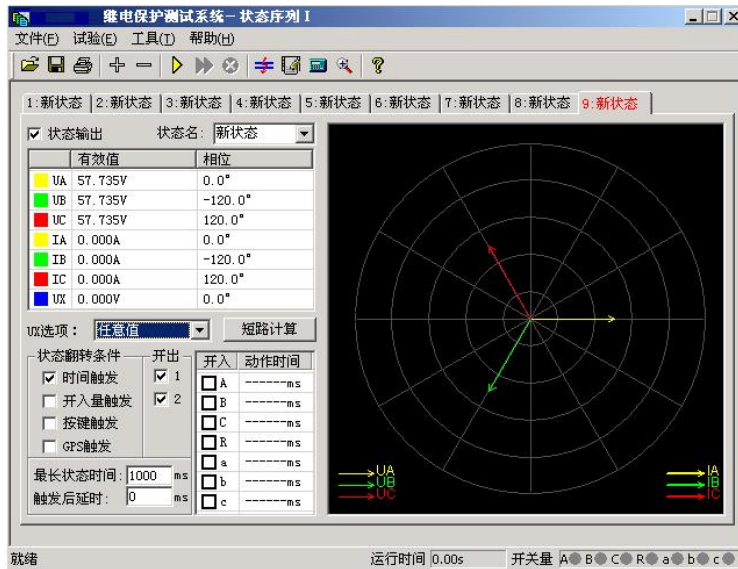 继电保护测试系统-状态序列 I
文件(F) 试验(E) 工具(T) 帮助(H)
1:新状态 2:新状态 3:新状态 4:新状态 5:新状态 6:新状态 7:新状态 8:新状态 9:新状态
状态输出 状态名: 新状态
有效值 相位
UA 57.735V 0.0°
UB 57.735V -120.0°
UC 57.735V 120.0°
IA 0.000A 0.0°
IB 0.000A -120.0°
IC 0.000A 120.0°
UX 0.000V 0.0°
UX选项: 任意值 短路计算
状态翻转条件 开出 开入 动作时间
时间触发 1 A ------ms
开入量触发 2 B ------ms
按键触发 C ------ms
GPS触发 R ------ms
a ------ms
最长状态时间: 1000 ms b ------ms
触发后延时: 0 ms c ------ms
UA IA
UB IB
UC IC
就绪 运行时间 0.00s 开关量 A B C R a b c